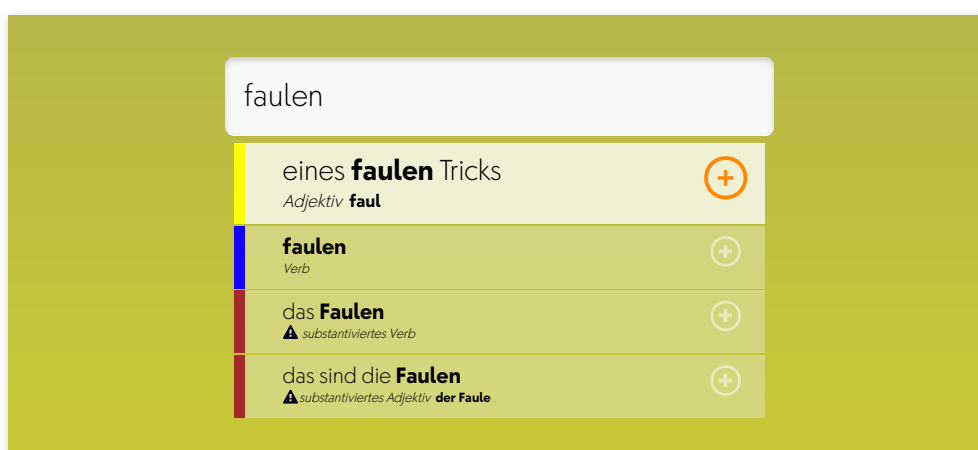 faulen
eines faulen Tricks
Adjektiv faul
faulen
Verb
das Faulen
substantiviertes Verb
das sind die Faulen
substantiviertes Adjektiv der Faule